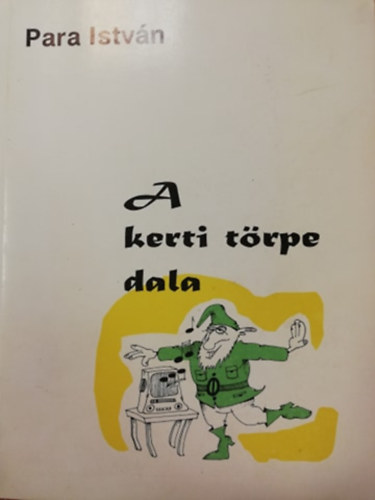 Para István
A
kerti törpe
dala